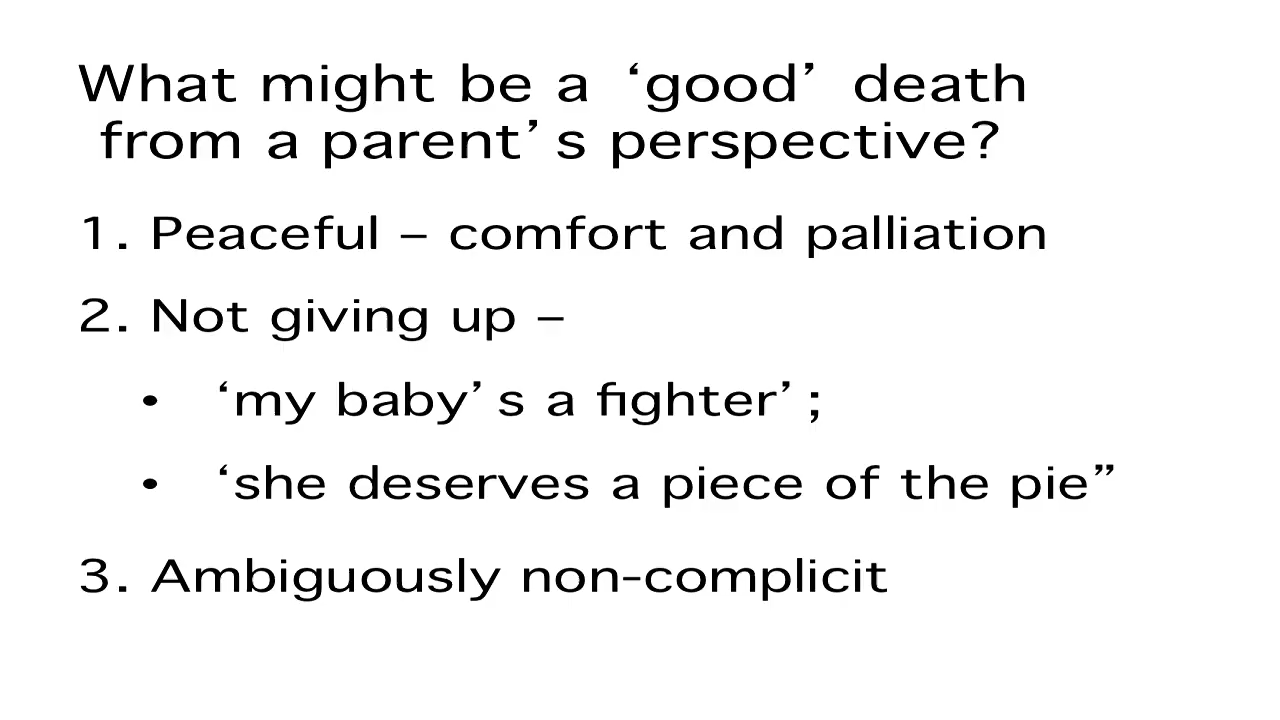 What might be a ‘good’ death
from a parent’s perspective?
1. Peaceful – comfort and palliation
2. Not giving up –
• ‘my baby’s a fighter’;
• ‘she deserves a piece of the pie”
3. Ambiguously non-complicit